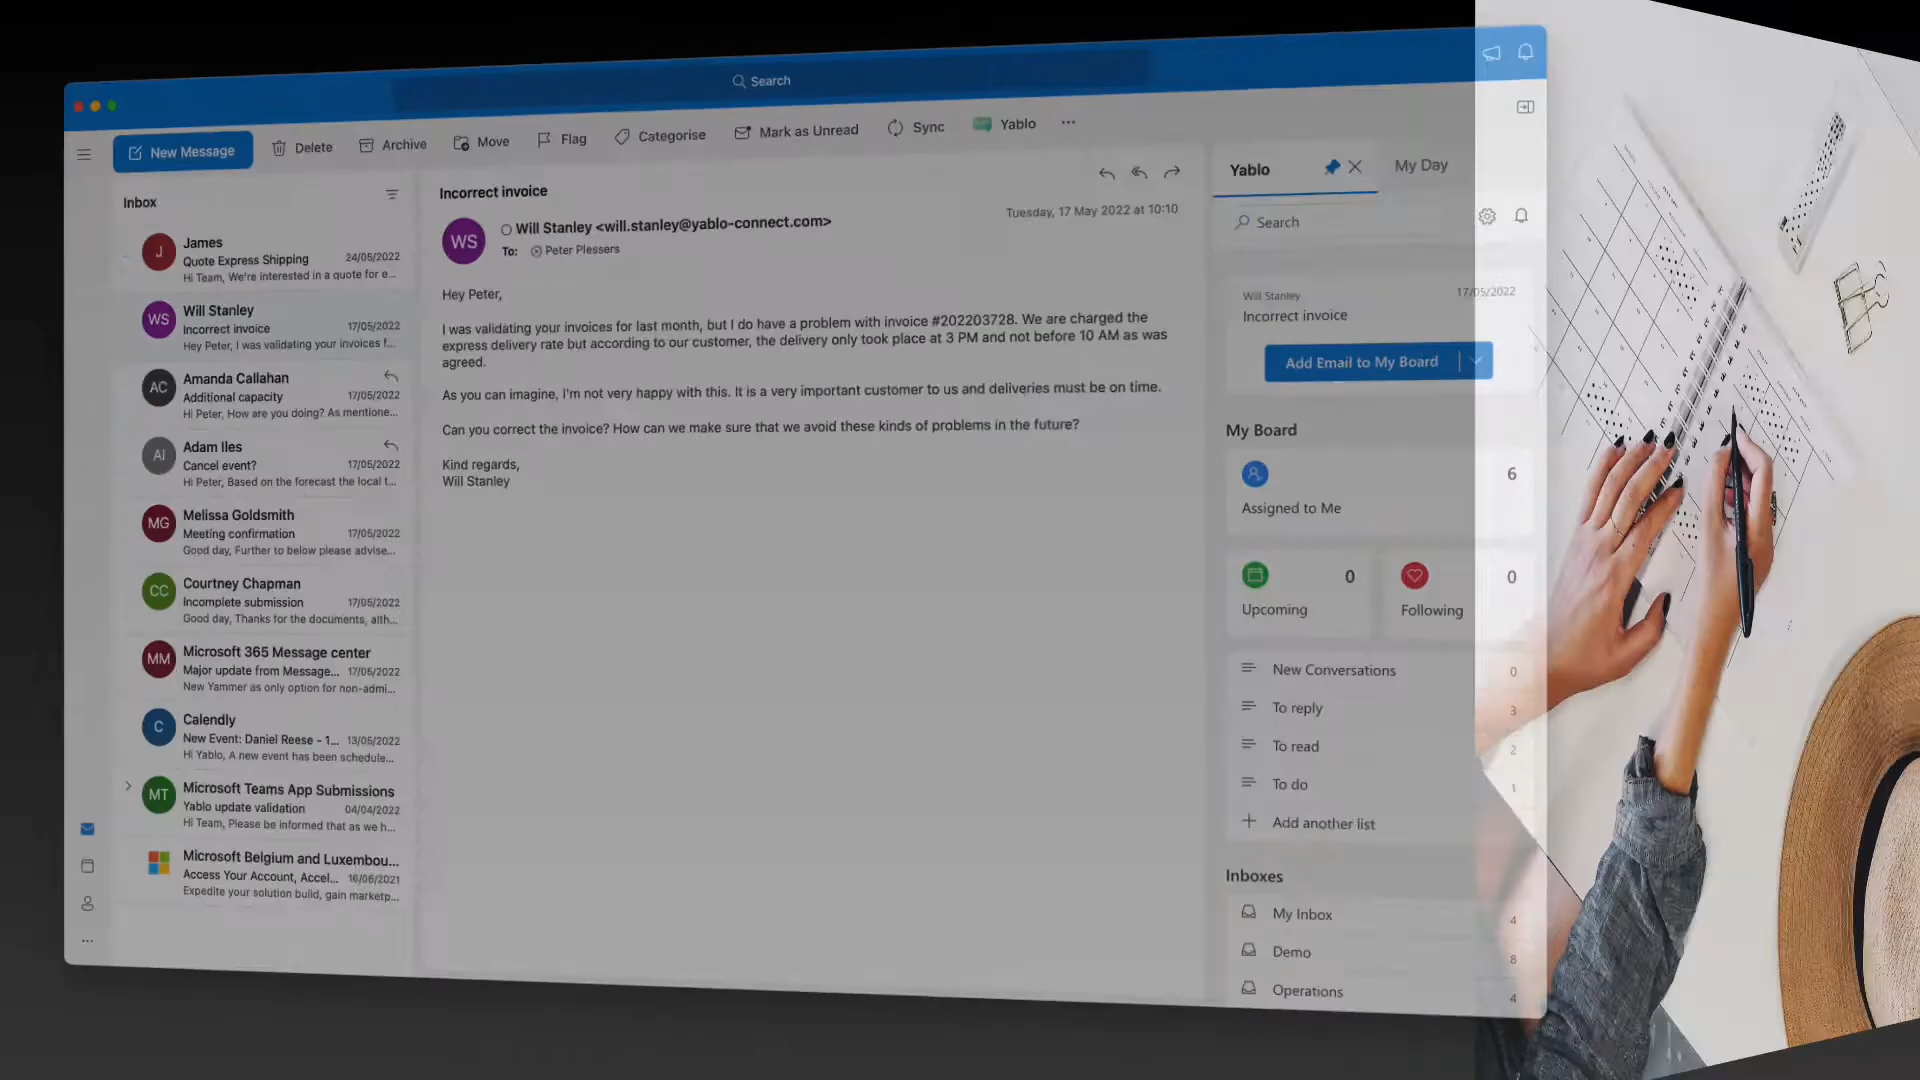 Search
New Message
Delete
Archive
Move
Flag
Categorise
Mark as Unread
Sync
Yablo
...
Inbox
J
James
Quote Express Shipping 24/05/2022
Hi Team, We're interested in a quote for e...
WS
Will Stanley
Incorrect invoice 17/05/2022
Hey Peter, I was validating your invoices f...
AC
Amanda Callahan
Additional capacity 17/05/2022
Hi Peter, How are you doing? As mentione...
AI
Adam Iles
Cancel event? 17/05/2022
Hi Peter, Based on the forecast the local t...
MG
Melissa Goldsmith
Meeting confirmation 17/05/2022
Good day, Further to below please advise...
CC
Courtney Chapman
Incomplete submission 17/05/2022
Good day, Thanks for the documents, alth...
MM
Microsoft 365 Message center
Major update from Message... 17/05/2022
New Yammer as only option for non-admi...
C
Calendly
New Event: Daniel Reese - 1... 13/05/2022
Hi Yablo, A new event has been schedule...
MT
Microsoft Teams App Submissions
Yablo update validation 04/04/2022
Hi Team, Please be informed that as we h...
Microsoft Belgium and Luxembou...
Access Your Account, Accel... 16/06/2021
Expedite your solution build, gain marketp...
Incorrect invoice
WS
Will Stanley <will.stanley@yablo-connect.com>
To: Peter Plessers
Tuesday, 17 May 2022 at 10:10
Hey Peter,
I was validating your invoices for last month, but I do have a problem with invoice #202203728. We are charged the
express delivery rate but according to our customer, the delivery only took place at 3 PM and not before 10 AM as was
agreed.
As you can imagine, I'm not very happy with this. It is a very important customer to us and deliveries must be on time.
Can you correct the invoice? How can we make sure that we avoid these kinds of problems in the future?
Kind regards,
Will Stanley
Yablo
My Day
Search
Will Stanley 17/05/2022
Incorrect invoice
Add Email to My Board
My Board
6
Assigned to Me
0
Upcoming
0
Following
New Conversations 0
To reply 3
To read 2
To do 1
Add another list
Inboxes
My Inbox 4
Demo 8
Operations 4